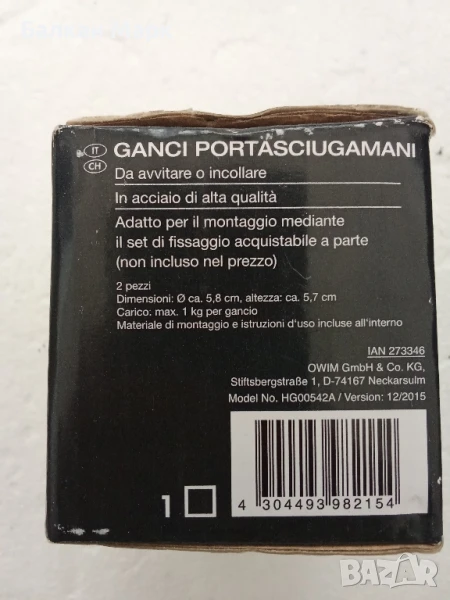 IT
CH
GANCI PORTASCIUGAMANI
Da avvitare o incollare
In acciaio di alta qualità
Adatto per il montaggio mediante
il set di fissaggio acquistabile a parte
(non incluso nel prezzo)
2 pezzi
Dimensioni: Ø ca. 5,8 cm, altezza: ca. 5,7 cm
Carico: max. 1 kg per gancio
Materiale di montaggio e istruzioni d'uso incluse all'interno
IAN 273346
OWIM GmbH & Co. KG,
Stiftsbergstraße 1, D-74167 Neckarsulm
Model No. HG00542A / Version: 12/2015
1
4 304493 982154
BAZAR